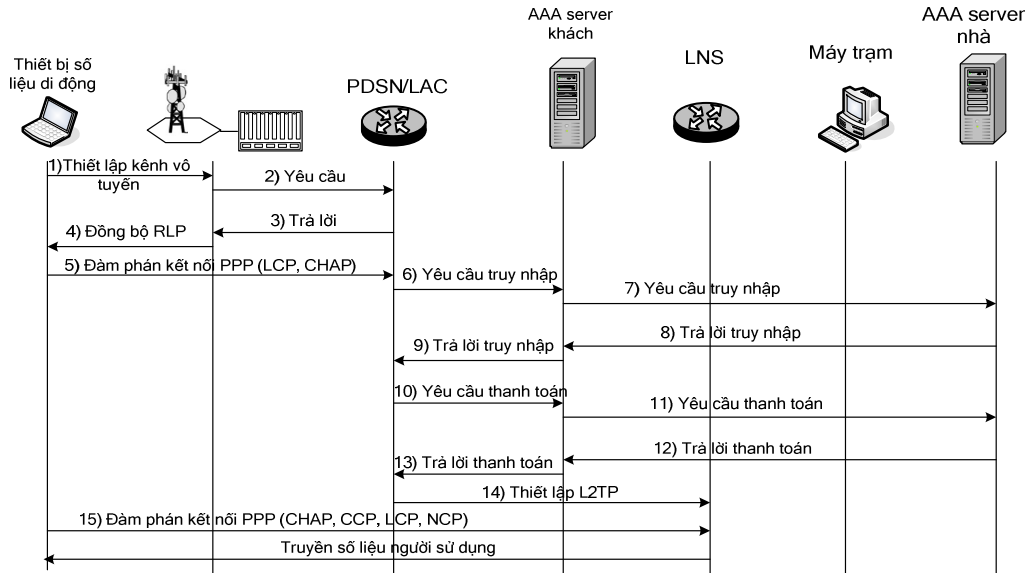 Thiết bị số
liệu di động
PDSN/LAC
AAA server
khách
LNS
Máy trạm
AAA server
nhà
1)Thiết lập kênh vô
tuyến
2) Yêu cầu
3) Trả lời
4) Đồng bộ RLP
5) Đàm phán kết nối PPP (LCP, CHAP)
6) Yêu cầu truy nhập
7) Yêu cầu truy nhập
8) Trả lời truy nhập
9) Trả lời truy nhập
10) Yêu cầu thanh toán
11) Yêu cầu thanh toán
12) Trả lời thanh toán
13) Trả lời thanh toán
14) Thiết lập L2TP
15) Đàm phán kết nối PPP (CHAP, CCP, LCP, NCP)
Truyền số liệu người sử dụng